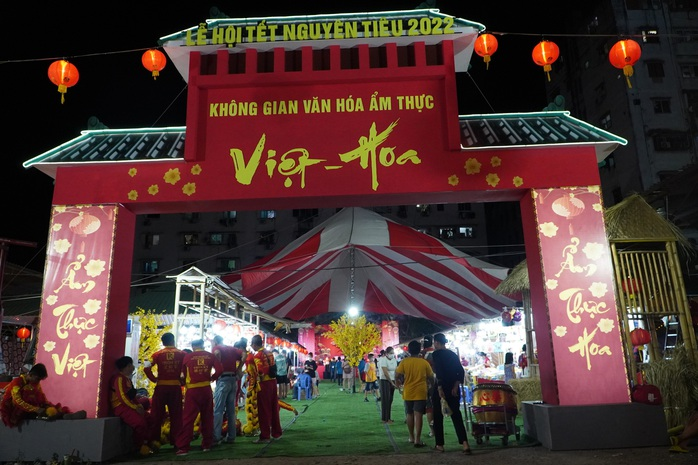 LỄ HỘI TẾT NGUYÊN TIÊU 2022
KHÔNG GIAN VĂN HÓA ẨM THỰC
Việt - Hoa
Ẩm
Thực
Việt
Ẩm
Thực
Hoa